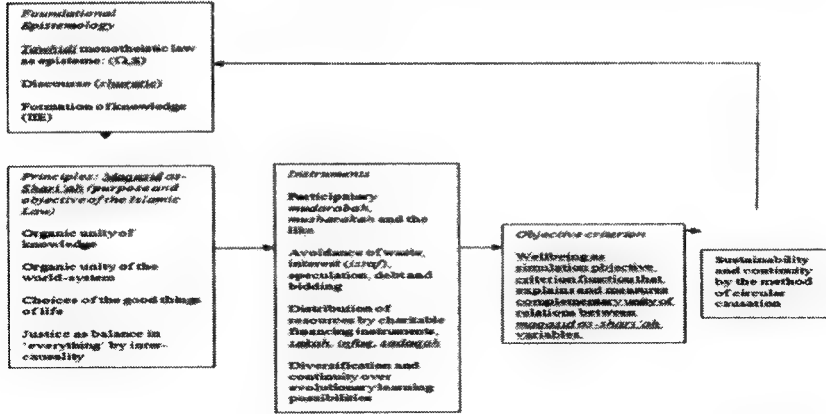 Foundational
Epistemology
Tawhidi monotheistic law
as episteme: (Ω,S)
Discourse (shuratic)
Formation of knowledge
(IIE)
Principles: Maqasid as-
Shari'ah (purpose and
objective of the Islamic
Law)
Organic unity of
knowledge
Organic unity of the
world-system
Choices of the good things
of life
Justice as balance in
'everything' by inter-
causality
Instruments
Participatory
mudarabah,
musharakah and the
like
Avoidance of waste,
interest (israf),
speculation, debt and
bidding
Distribution of
resources by charitable
financing instruments,
zakah, infaq, sadaqah
Diversification and
continuity over
evolutionary learning
possibilities
Objective criterion
Wellbeing as
simulation objective
criterion function that
explains and measures
complementary unity of
relations between
maqasid as-shari'ah
variables.
Sustainability
and continuity
by the method
of circular
causation